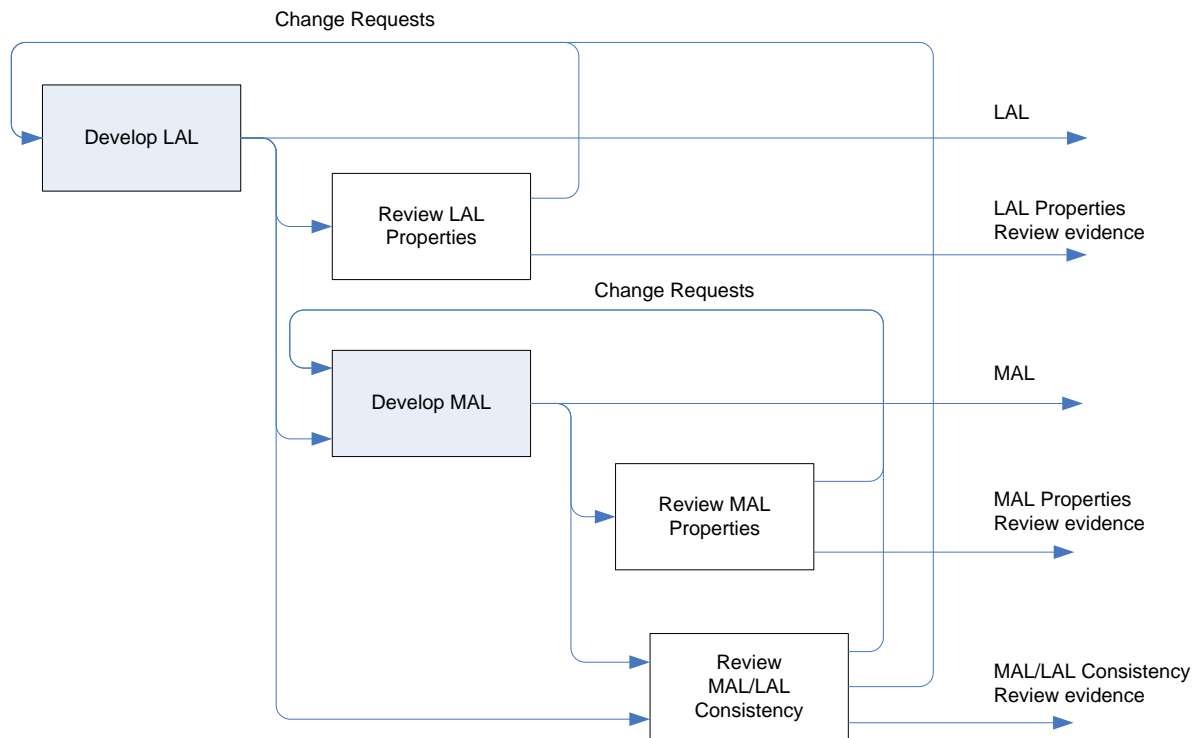 Change Requests
Develop LAL
LAL
Review LAL
Properties
LAL Properties
Review evidence
Change Requests
Develop MAL
MAL
Review MAL
Properties
MAL Properties
Review evidence
Review
MAL/LAL
Consistency
MAL/LAL Consistency
Review evidence